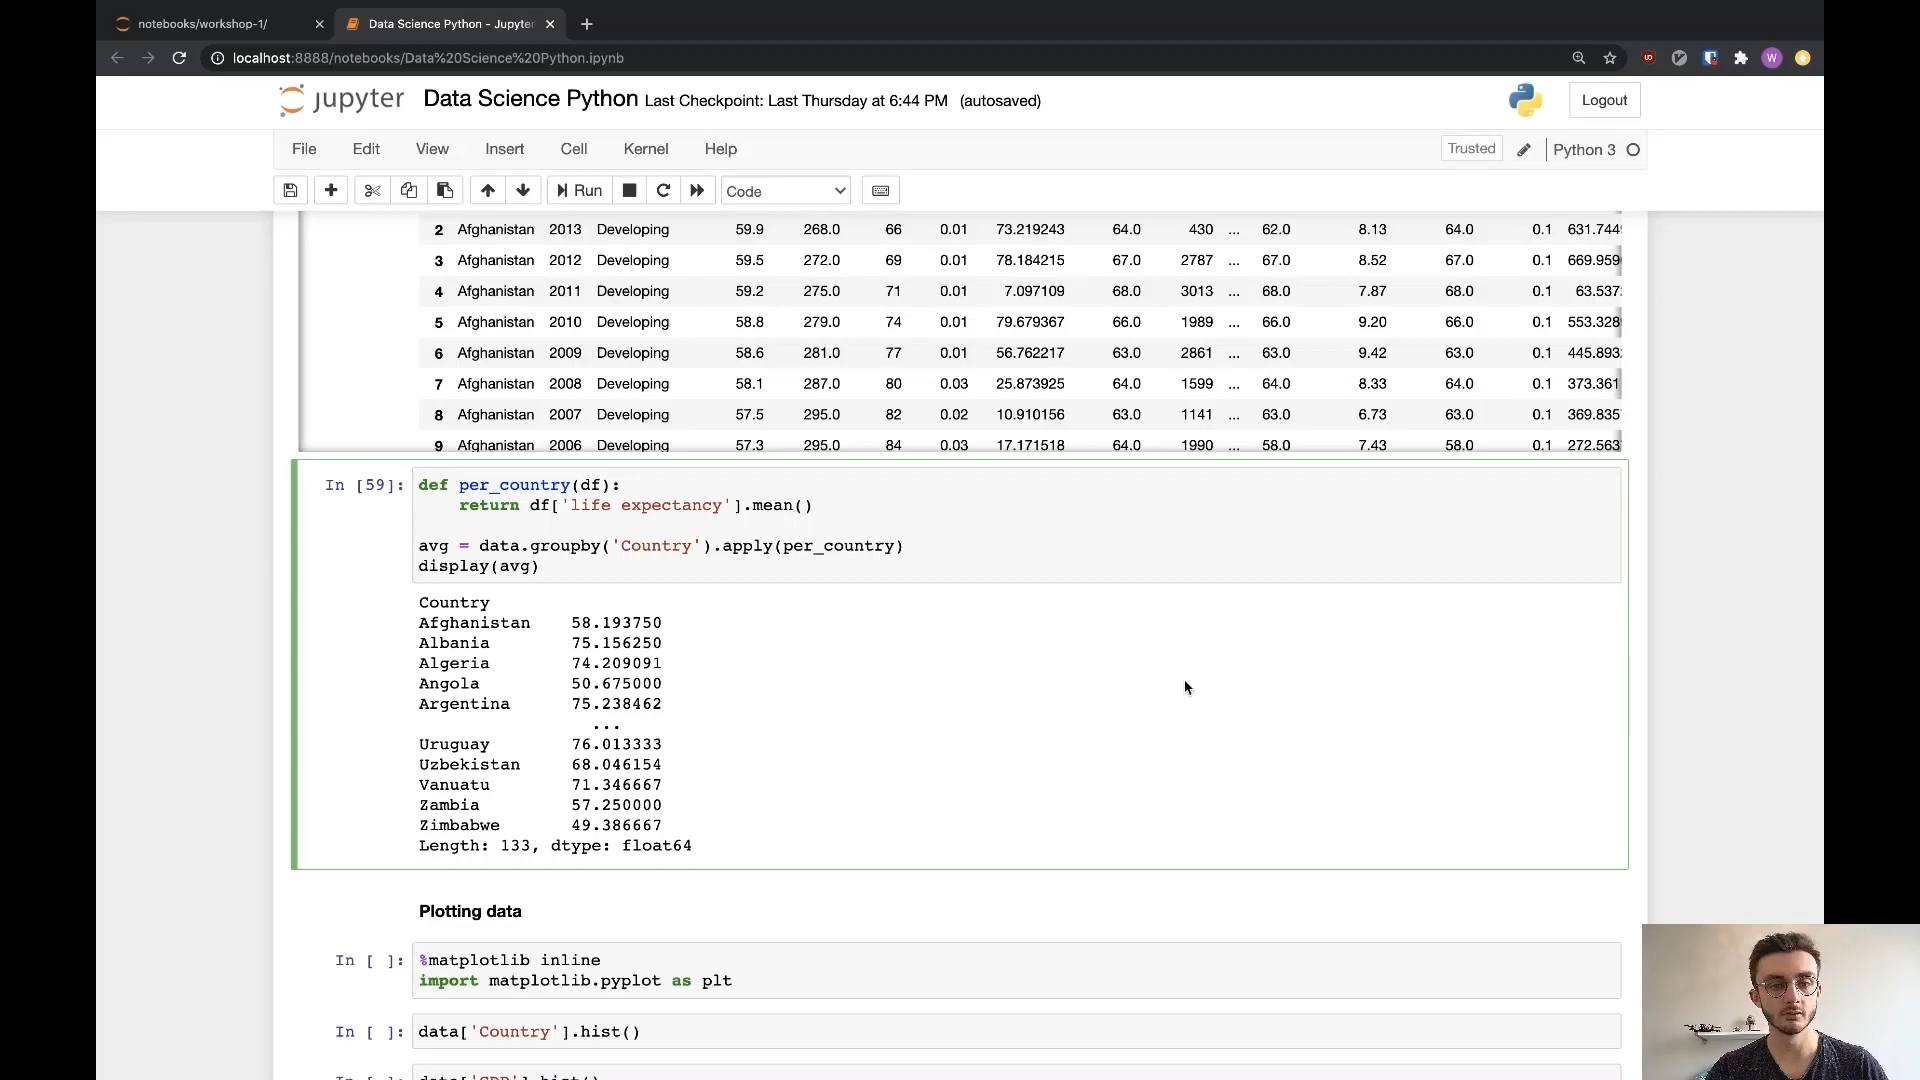 notebooks/workshop-1/
Data Science Python - Jupyter
localhost:8888/notebooks/Data%20Science%20Python.ipynb
W
jupyter Data Science Python Last Checkpoint: Last Thursday at 6:44 PM (autosaved)
Logout
File Edit View Insert Cell Kernel Help
Trusted Python 3
Run Code
2 Afghanistan 2013 Developing 59.9 268.0 66 0.01 73.219243 64.0 430 ... 62.0 8.13 64.0 0.1 631.744
3 Afghanistan 2012 Developing 59.5 272.0 69 0.01 78.184215 67.0 2787 ... 67.0 8.52 67.0 0.1 669.959
4 Afghanistan 2011 Developing 59.2 275.0 71 0.01 7.097109 68.0 3013 ... 68.0 7.87 68.0 0.1 63.537
5 Afghanistan 2010 Developing 58.8 279.0 74 0.01 79.679367 66.0 1989 ... 66.0 9.20 66.0 0.1 553.328
6 Afghanistan 2009 Developing 58.6 281.0 77 0.01 56.762217 63.0 2861 ... 63.0 9.42 63.0 0.1 445.893
7 Afghanistan 2008 Developing 58.1 287.0 80 0.03 25.873925 64.0 1599 ... 64.0 8.33 64.0 0.1 373.361
8 Afghanistan 2007 Developing 57.5 295.0 82 0.02 10.910156 63.0 1141 ... 63.0 6.73 63.0 0.1 369.835
9 Afghanistan 2006 Developing 57.3 295.0 84 0.03 17.171518 64.0 1990 ... 58.0 7.43 58.0 0.1 272.563
In [59]: def per_country(df):
return df['life expectancy'].mean()
avg = data.groupby('Country').apply(per_country)
display(avg)
Country
Afghanistan 58.193750
Albania 75.156250
Algeria 74.209091
Angola 50.675000
Argentina 75.238462
...
Uruguay 76.013333
Uzbekistan 68.046154
Vanuatu 71.346667
Zambia 57.250000
Zimbabwe 49.386667
Length: 133, dtype: float64
Plotting data
In [ ]: %matplotlib inline
import matplotlib.pyplot as plt
In [ ]: data['Country'].hist()